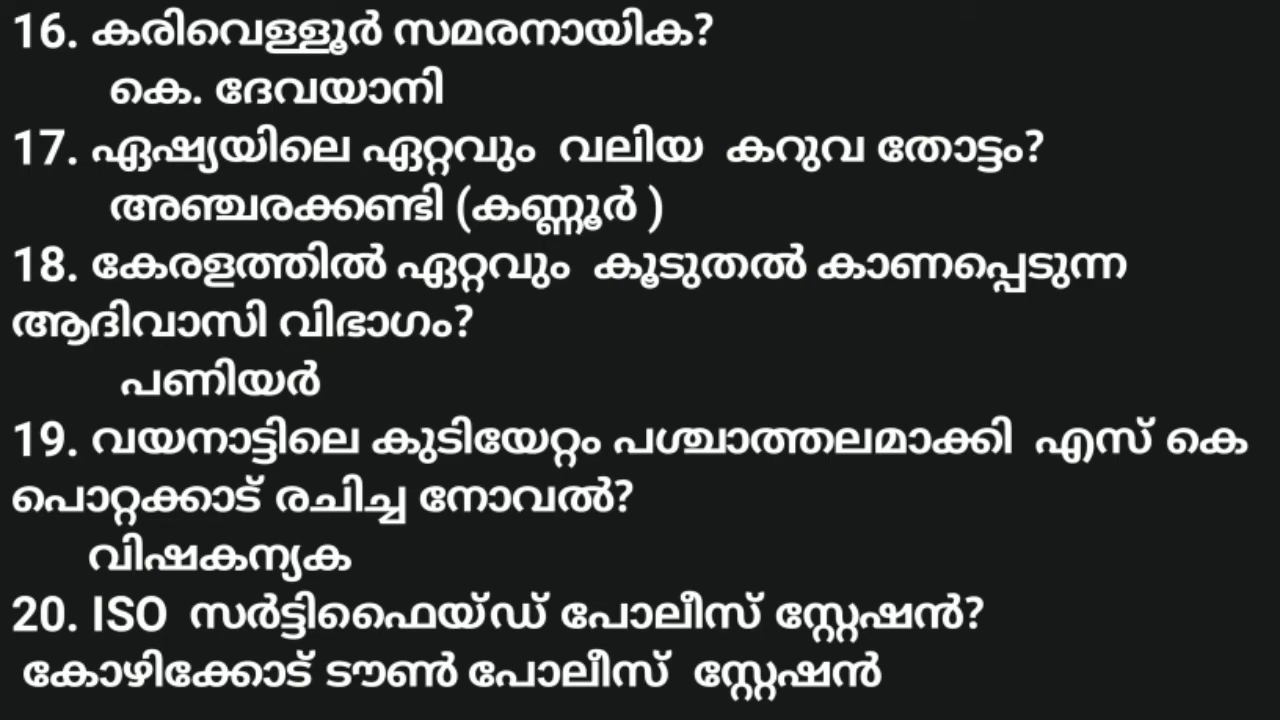 16. കരിവെള്ളൂർ സമരനായിക?
കെ. ദേവയാനി
17. ഏഷ്യയിലെ ഏറ്റവും വലിയ കറുവ തോട്ടം?
അഞ്ചരക്കണ്ടി (കണ്ണൂർ )
18. കേരളത്തിൽ ഏറ്റവും കൂടുതൽ കാണപ്പെടുന്ന
ആദിവാസി വിഭാഗം?
പണിയർ
19. വയനാട്ടിലെ കുടിയേറ്റം പശ്ചാത്തലമാക്കി എസ് കെ
പൊറ്റക്കാട് രചിച്ച നോവൽ?
വിഷകന്യക
20. ISO സർട്ടിഫൈയ്ഡ് പോലീസ് സ്റ്റേഷൻ?
കോഴിക്കോട് ടൗൺ പോലീസ് സ്റ്റേഷൻ